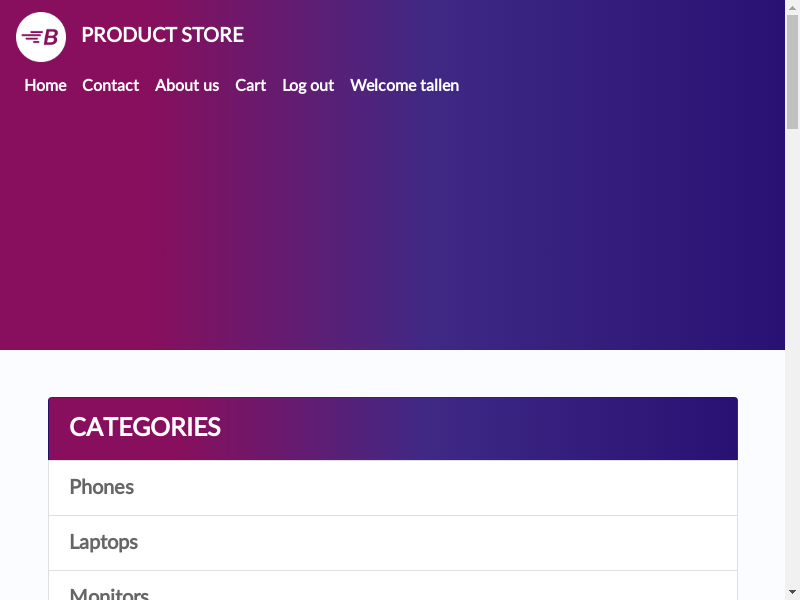 B PRODUCT STORE
Home Contact About us Cart Log out Welcome tallen
CATEGORIES
Phones
Laptops
Monitors